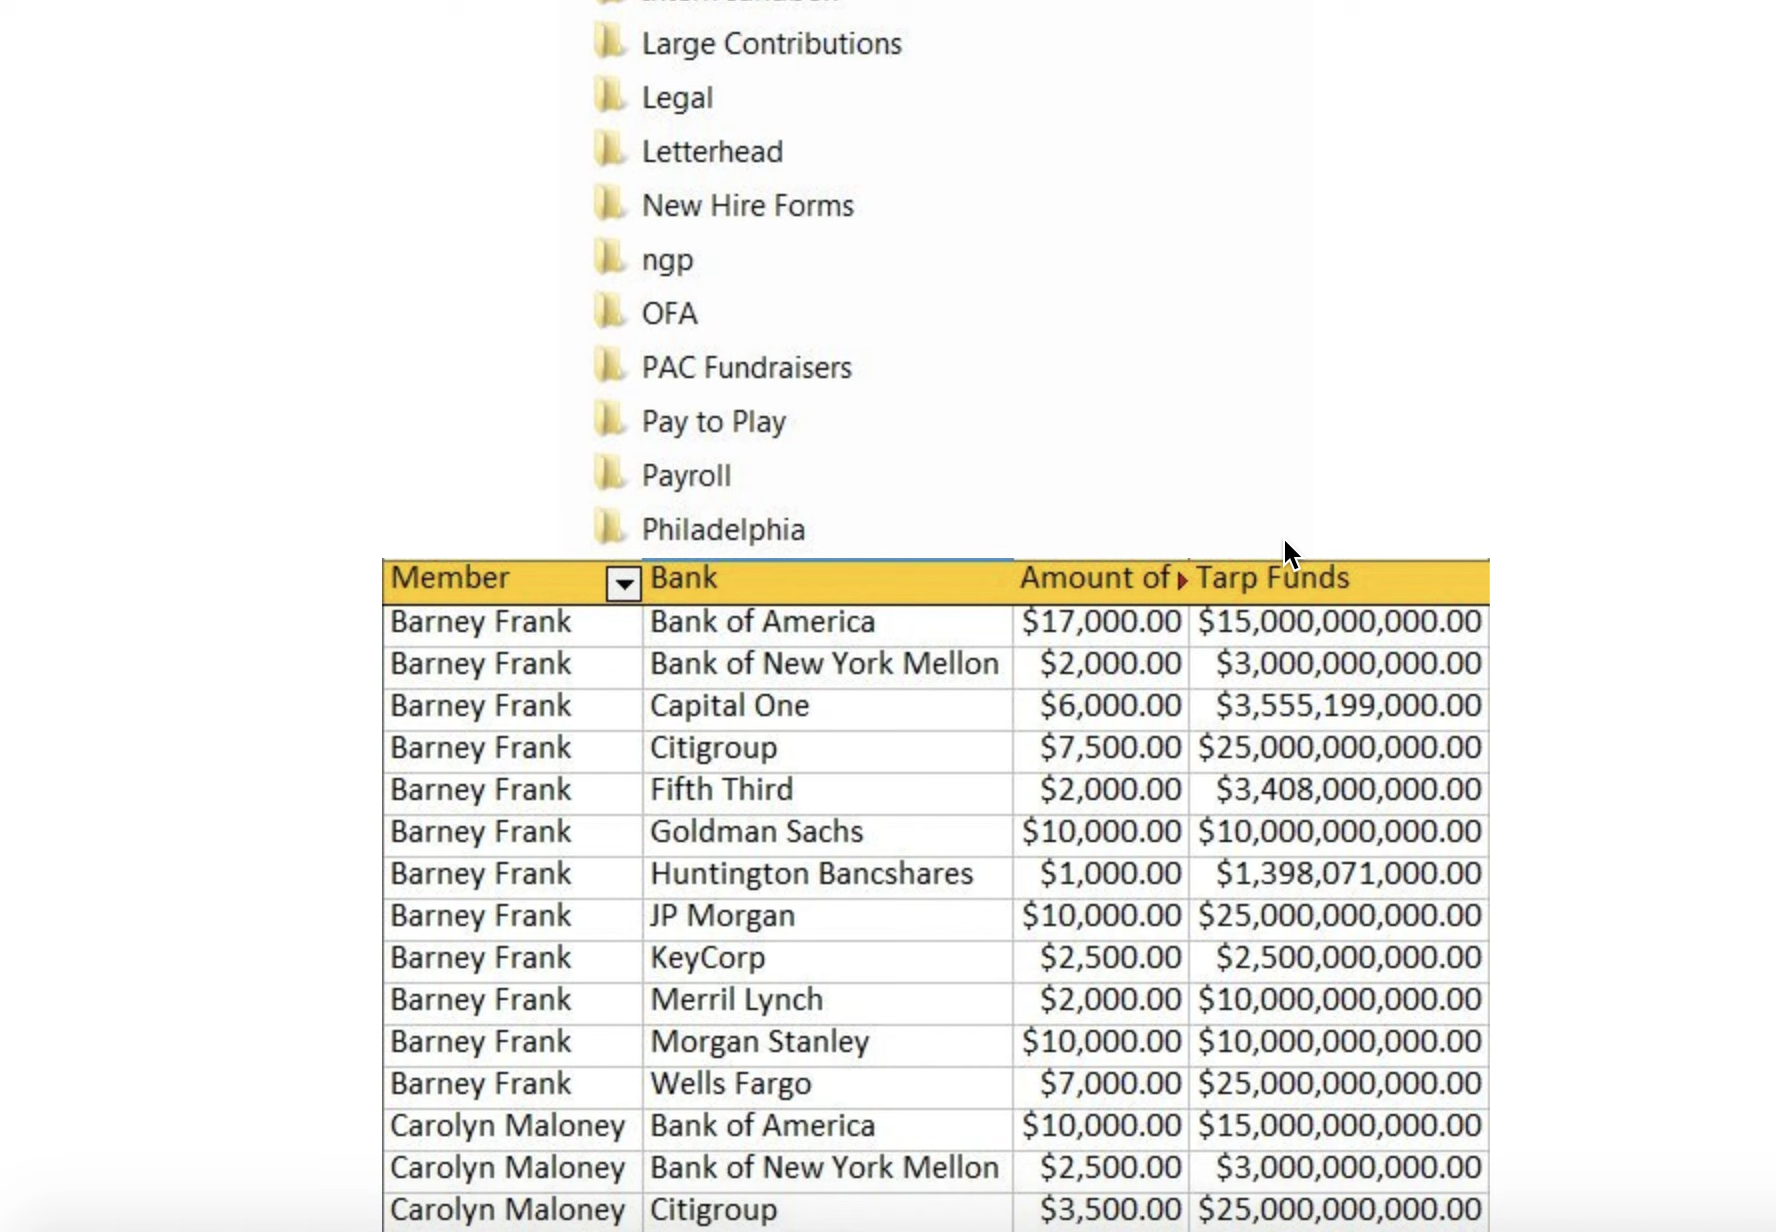 Large Contributions
Legal
Letterhead
New Hire Forms
ngp
OFA
PAC Fundraisers
Pay to Play
Payroll
Philadelphia
Member Bank Amount of Tarp Funds
Barney Frank Bank of America $17,000.00 $15,000,000,000.00
Barney Frank Bank of New York Mellon $2,000.00 $3,000,000,000.00
Barney Frank Capital One $6,000.00 $3,555,199,000.00
Barney Frank Citigroup $7,500.00 $25,000,000,000.00
Barney Frank Fifth Third $2,000.00 $3,408,000,000.00
Barney Frank Goldman Sachs $10,000.00 $10,000,000,000.00
Barney Frank Huntington Bancshares $1,000.00 $1,398,071,000.00
Barney Frank JP Morgan $10,000.00 $25,000,000,000.00
Barney Frank KeyCorp $2,500.00 $2,500,000,000.00
Barney Frank Merril Lynch $2,000.00 $10,000,000,000.00
Barney Frank Morgan Stanley $10,000.00 $10,000,000,000.00
Barney Frank Wells Fargo $7,000.00 $25,000,000,000.00
Carolyn Maloney Bank of America $10,000.00 $15,000,000,000.00
Carolyn Maloney Bank of New York Mellon $2,500.00 $3,000,000,000.00
Carolyn Maloney Citigroup $3,500.00 $25,000,000,000.00